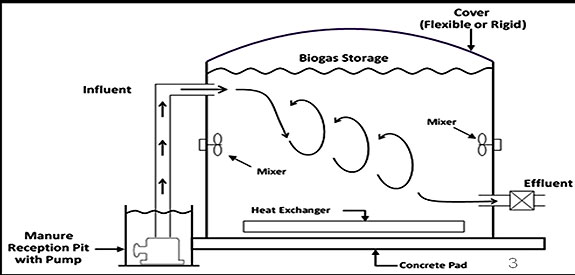 Cover
(Flexible or Rigid)
Biogas Storage
Influent
Mixer
Mixer
Effluent
Heat Exchanger
Manure
Reception Pit
with Pump
Concrete Pad
3